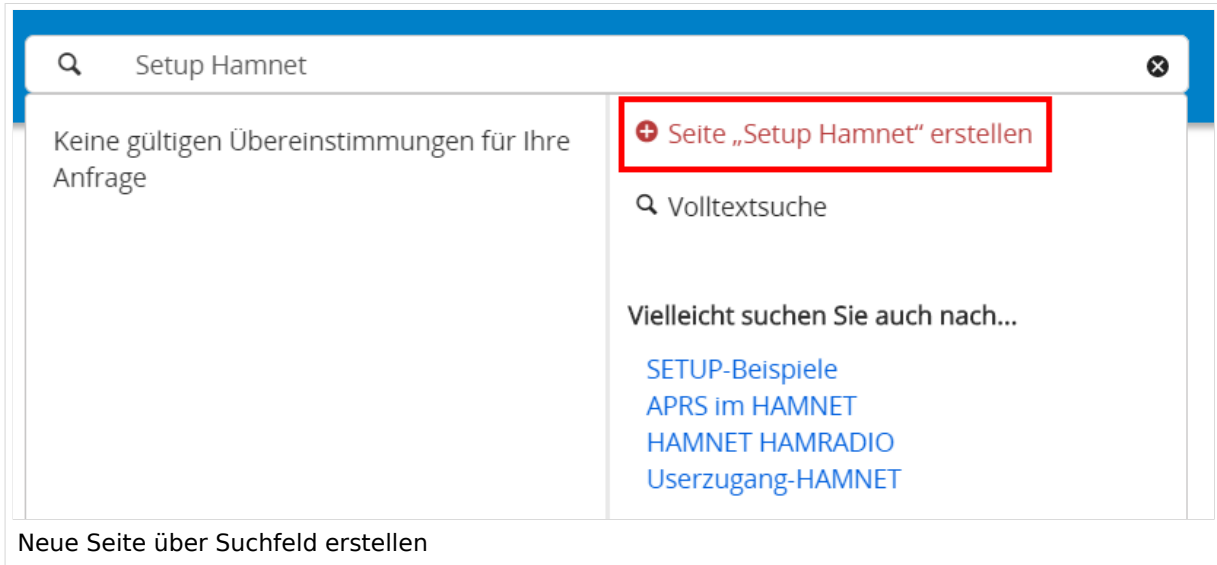 Setup Hamnet
Keine gültigen Übereinstimmungen für Ihre
Anfrage
Seite „Setup Hamnet" erstellen
Volltextsuche
Vielleicht suchen Sie auch nach...
SETUP-Beispiele
APRS im HAMNET
HAMNET HAMRADIO
Userzugang-HAMNET
Neue Seite über Suchfeld erstellen